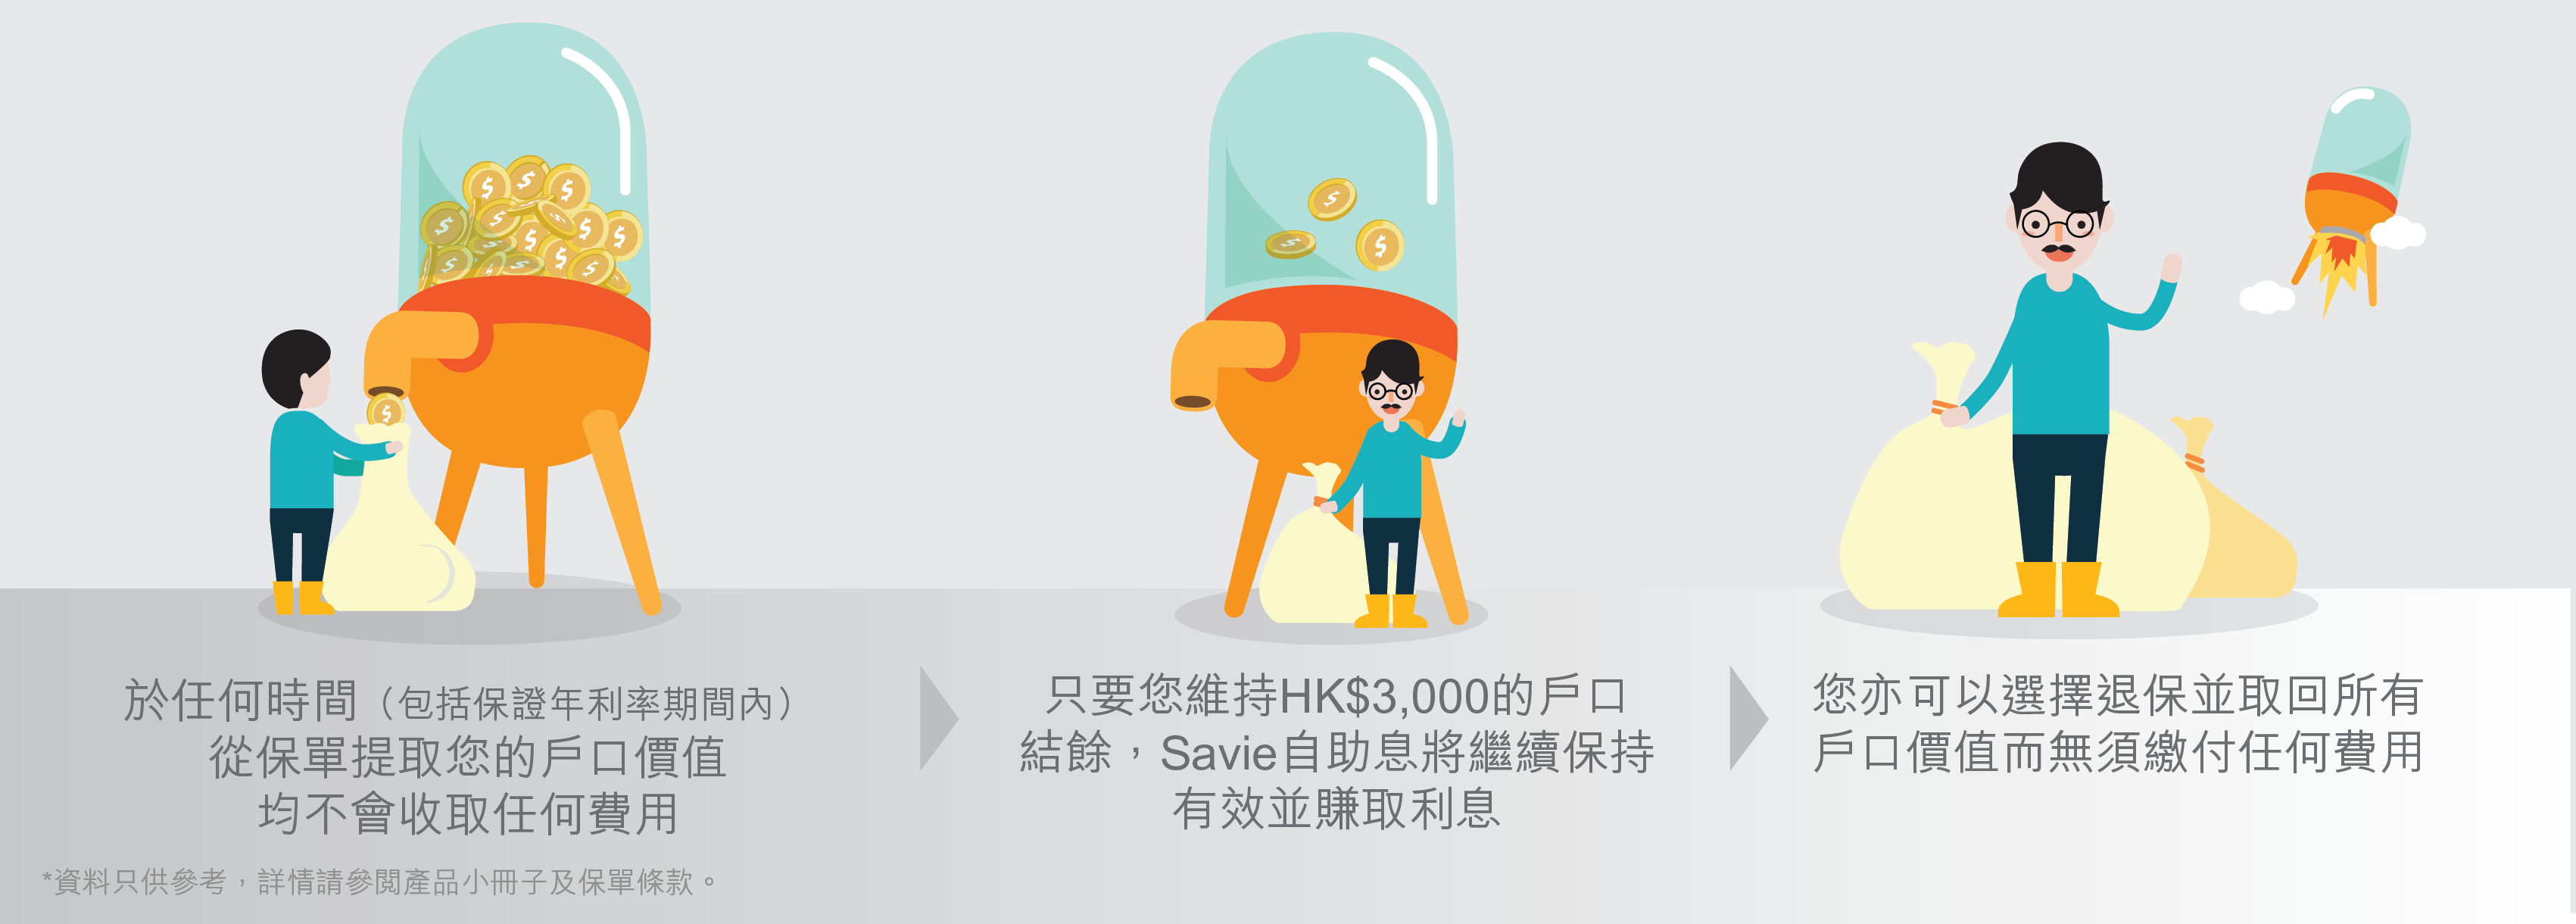 於任何時間（包括保證年利率期間內）
從保單提取您的戶口價值
均不會收取任何費用
只要您維持HK$3,000的戶口
結餘，Savie自助息將繼續保持
有效並賺取利息
您亦可以選擇退保並取回所有
戶口價值而無須繳付任何費用
*資料只供參考，詳情請參閱產品小冊子及保單條款。